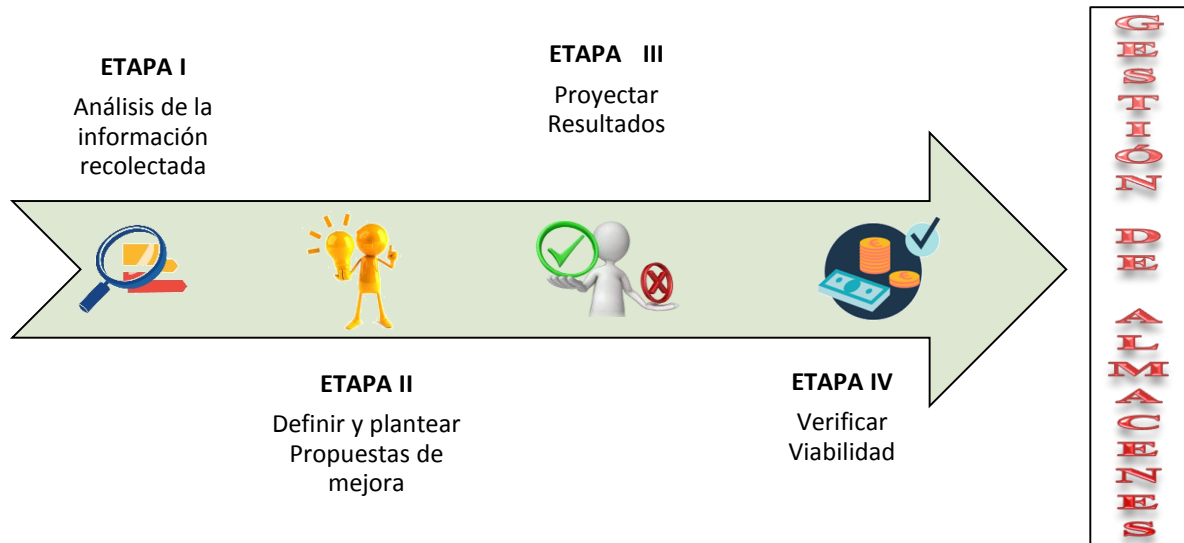 ETAPA I
Análisis de la
información
recolectada
ETAPA II
Definir y plantear
Propuestas de
mejora
ETAPA III
Proyectar
Resultados
ETAPA IV
Verificar
Viabilidad
GESTIÓN DE ALMACENES